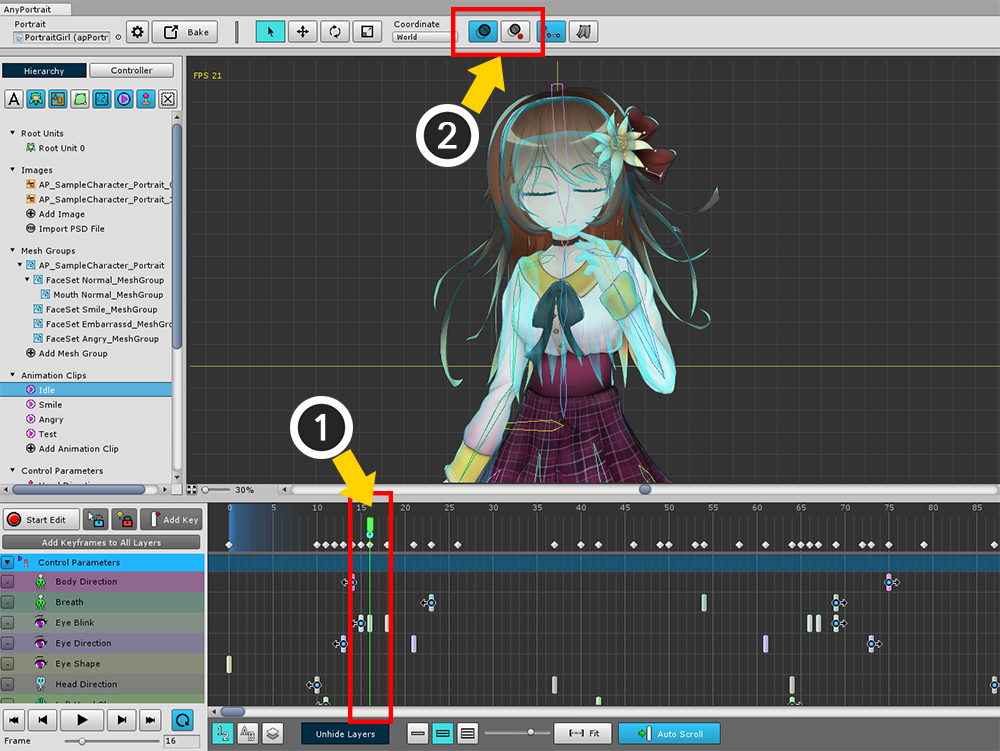 AnyPortrait
Portrait
PortraitGirl (apPortr
Bake
Coordinate
World
2
Hierarchy
Controller
FPS 21
A
Root Units
Root Unit 0
Images
AP_SampleCharacter_Portrait_
AP_SampleCharacter_Portrait_
Add Image
Import PSD File
Mesh Groups
AP_SampleCharacter_Portrait
FaceSet Normal_MeshGroup
Mouth Normal_MeshGroup
FaceSet Smile_MeshGroup
FaceSet Embarrassd_MeshGro
FaceSet Angry_MeshGroup
Add Mesh Group
Animation Clips
Idle
Smile
Angry
Test
Add Animation Clip
Control Parameters
1
30%
Start Edit
Add Key
Add Keyframes to All Layers
0 5 10 15 20 25 30 35 40 45 50 55 60 65 70 75 80 85
Control Parameters
Body Direction
Breath
Eye Blink
Eye Direction
Eye Shape
Head Direction
Frame
16
Unhide Layers
Fit
Auto Scroll